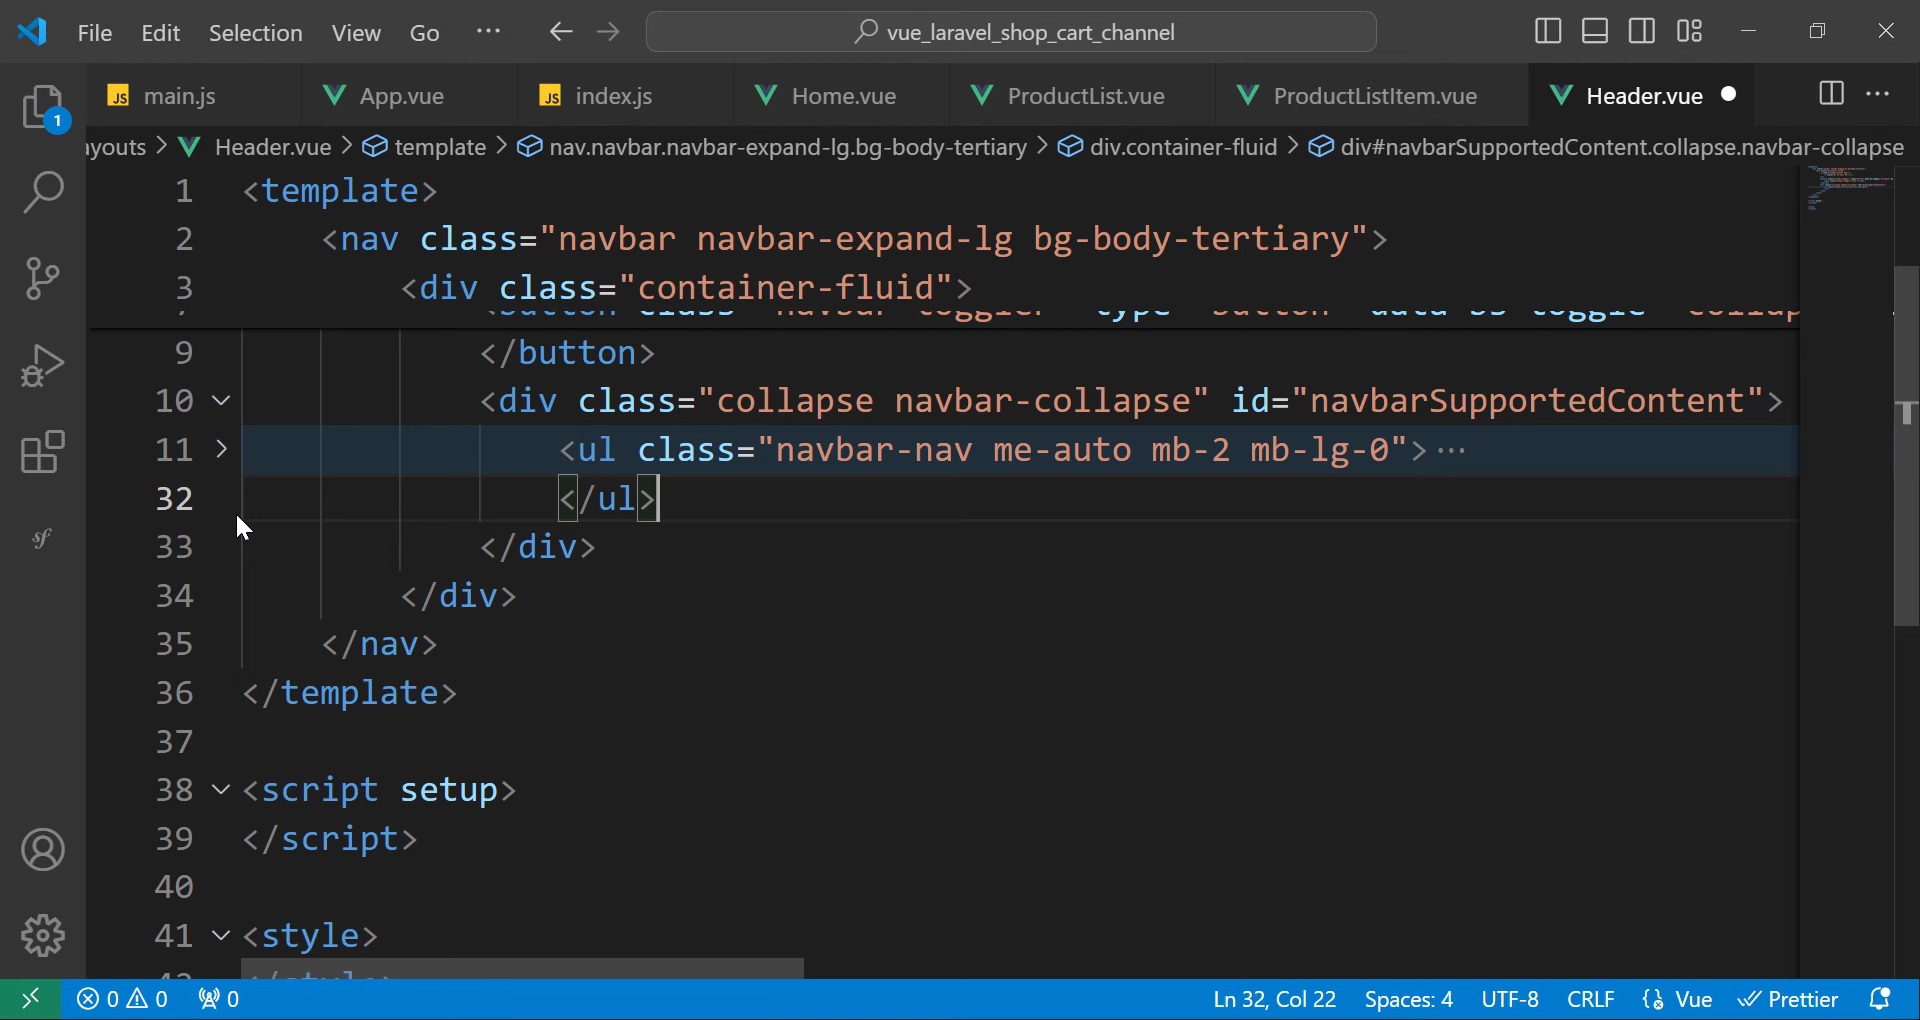 File Edit Selection View Go ··· vue_laravel_shop_cart_channel
JS main.js App.vue JS index.js Home.vue ProductList.vue ProductListItem.vue Header.vue
ayouts > Header.vue > template > nav.navbar.navbar-expand-lg.bg-body-tertiary > div.container-fluid > div#navbarSupportedContent.collapse.navbar-collapse
1
1 <template>
2 <nav class="navbar navbar-expand-lg bg-body-tertiary">
3 <div class="container-fluid">
9 </button>
10 <div class="collapse navbar-collapse" id="navbarSupportedContent">
11 <ul class="navbar-nav me-auto mb-2 mb-lg-0">···
32 </ul>
33 </div>
34 </div>
35 </nav>
36 </template>
37
38 <script setup>
39 </script>
40
41 <style>
sf
0 0 0 Ln 32, Col 22 Spaces: 4 UTF-8 CRLF Vue Prettier